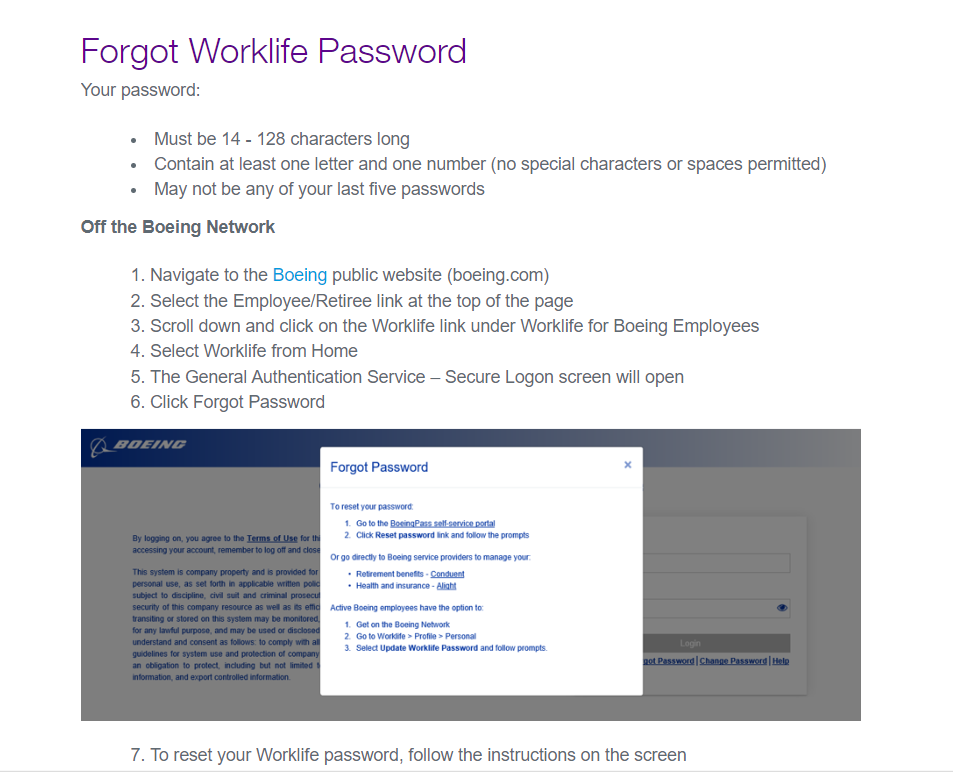 Forgot Worklife Password
Your password:
• Must be 14 - 128 characters long
• Contain at least one letter and one number (no special characters or spaces permitted)
• May not be any of your last five passwords
Off the Boeing Network
1. Navigate to the Boeing public website (boeing.com)
2. Select the Employee/Retiree link at the top of the page
3. Scroll down and click on the Worklife link under Worklife for Boeing Employees
4. Select Worklife from Home
5. The General Authentication Service – Secure Logon screen will open
6. Click Forgot Password
BOEING
Forgot Password ×
To reset your password:
1. Go to the BoeingPass self-service portal
2. Click Reset password link and follow the prompts
Or go directly to Boeing service providers to manage your:
• Retirement benefits - Conduent
• Health and insurance - Alight
Active Boeing employees have the option to:
1. Get on the Boeing Network
2. Go to Worklife > Profile > Personal
3. Select Update Worklife Password and follow prompts.
By logging on, you agree to the Terms of Use for
accessing your account, remember to log off and close
This system is company property and is provided for
personal use, as set forth in applicable written
subject to discipline, civil suit and criminal
security of this company resource as well as its
transiting or stored on this system may be monitored,
for any lawful purpose, and may be used or disclosed
understand and consent as follows: to comply with all
guidelines for system use and protection of company
an obligation to protect, including but not limited
information, and export controlled information.
Login
got Password | Change Password | Help
7. To reset your Worklife password, follow the instructions on the screen